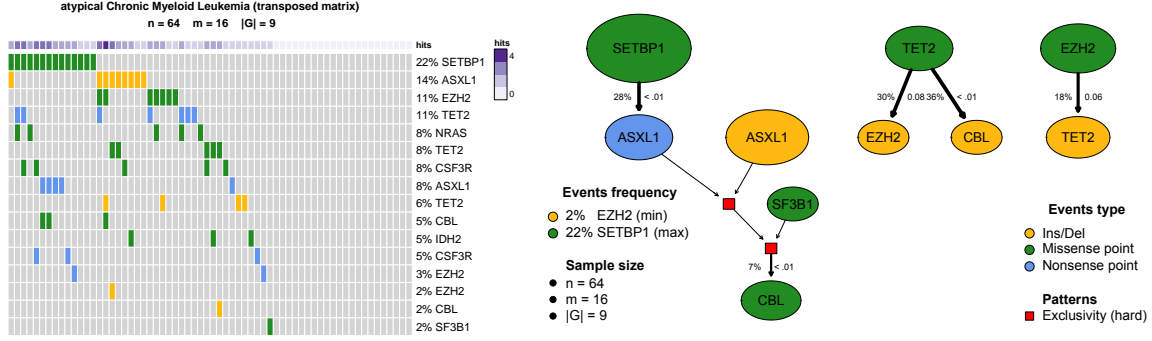 atypical Chronic Myeloid Leukemia (transposed matrix)
n = 64 m = 16 |G| = 9
hits
22% SETBP1
14% ASXL1
11% EZH2
11% TET2
8% NRAS
8% TET2
8% CSF3R
8% ASXL1
6% TET2
5% CBL
5% IDH2
5% CSF3R
3% EZH2
2% EZH2
2% CBL
2% SF3B1
hits
4
0
SETBP1
28% < .01
ASXL1
ASXL1
SF3B1
7% < .01
CBL
TET2
30% 0.08 36% < .01
EZH2
CBL
EZH2
18% 0.06
TET2
Events frequency
2% EZH2 (min)
22% SETBP1 (max)
Sample size
n = 64
m = 16
|G| = 9
Events type
Ins/Del
Missense point
Nonsense point
Patterns
Exclusivity (hard)